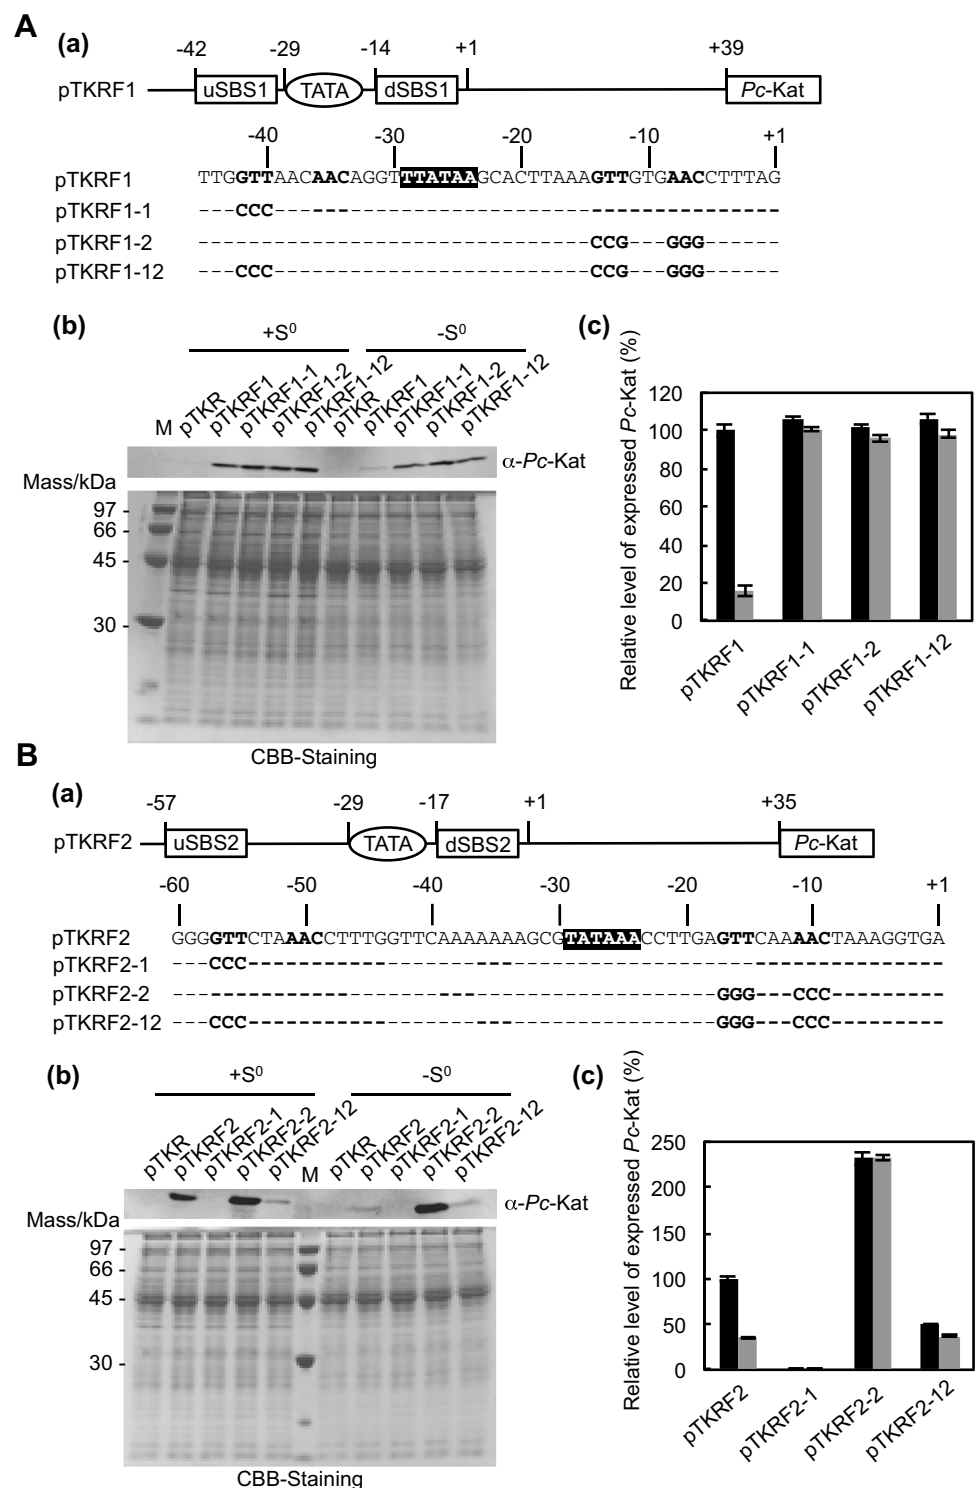 A
(a)
-42 -29 -14 +1 +39
pTKRF1 uSBS1 TATA dSBS1 Pc-Kat
-40 -30 -20 -10 +1
pTKRF1 TTGGTTAACAACAGGTTTATAAGCACTTAAAGTTGTGAACCTTTAG
pTKRF1-1 ---CCC------------------------------------
pTKRF1-2 -------------------------------CCG---GGG------
pTKRF1-12 ---CCC-------------------------CCG---GGG------
(b)
+S⁰ -S⁰
M pTKR pTKRF1 pTKRF1-1 pTKRF1-2 pTKRF1-12 pTKR pTKRF1 pTKRF1-1 pTKRF1-2 pTKRF1-12
α-Pc-Kat
Mass/kDa
97 -
66 -
45 -
30 -
CBB-Staining
(c)
Relative level of expressed Pc-Kat (%)
120
100
80
60
40
20
0
pTKRF1 pTKRF1-1 pTKRF1-2 pTKRF1-12
B
(a)
-57 -29 -17 +1 +35
pTKRF2 uSBS2 TATA dSBS2 Pc-Kat
-60 -50 -40 -30 -20 -10 +1
pTKRF2 GGGGTTCTAAACCTTTGGTTCAAAAAAAGCGTATAAACCTTGAGTTCAAAACTAAAGGTGA
pTKRF2-1 ---CCC-------------------------------------------------------
pTKRF2-2 -------------------------------------------GGG---CCC---------
pTKRF2-12 ---CCC-------------------------------------GGG---CCC---------
(b)
+S⁰ -S⁰
pTKR pTKRF2 pTKRF2-1 pTKRF2-2 pTKRF2-12 M pTKR pTKRF2 pTKRF2-1 pTKRF2-2 pTKRF2-12
α-Pc-Kat
Mass/kDa
97 -
66 -
45 -
30 -
CBB-Staining
(c)
Relative level of expressed Pc-Kat (%)
250
200
150
100
50
0
pTKRF2 pTKRF2-1 pTKRF2-2 pTKRF2-12